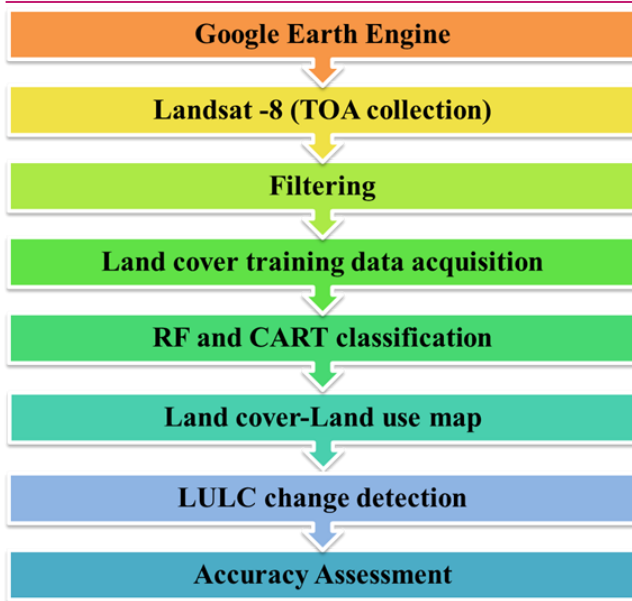 Google Earth Engine
Landsat -8 (TOA collection)
Filtering
Land cover training data acquisition
RF and CART classification
Land cover-Land use map
LULC change detection
Accuracy Assessment